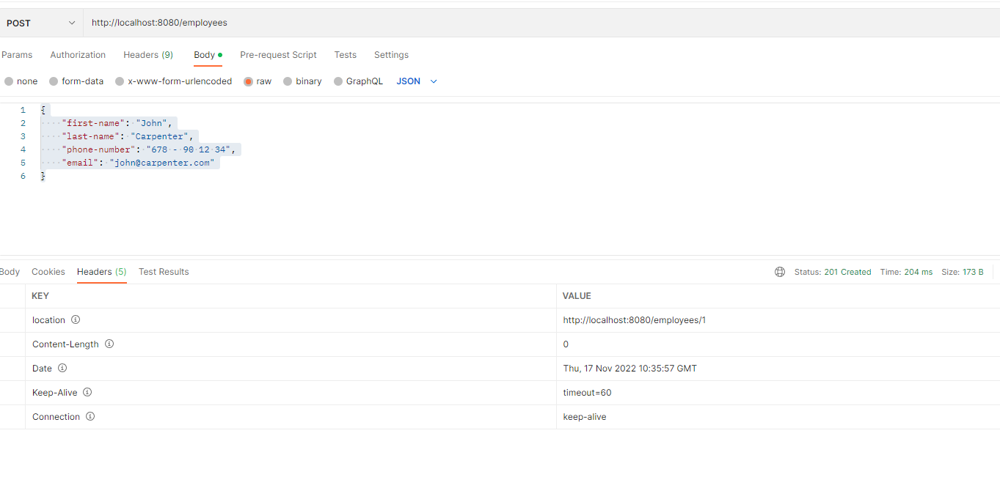 POST http://localhost:8080/employees
Params Authorization Headers (9) Body Pre-request Script Tests Settings
none form-data x-www-form-urlencoded raw binary GraphQL JSON
1 {
2 "first-name": "John",
3 "last-name": "Carpenter",
4 "phone-number": "678 - 90 12 34",
5 "email": "john@carpenter.com"
6 }
Body Cookies Headers (5) Test Results Status: 201 Created Time: 204 ms Size: 173 B
KEY VALUE
location http://localhost:8080/employees/1
Content-Length 0
Date Thu, 17 Nov 2022 10:35:57 GMT
Keep-Alive timeout=60
Connection keep-alive